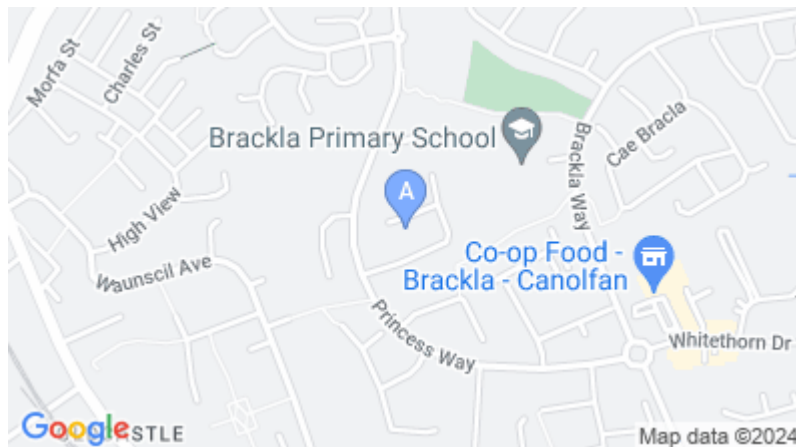 Morfa St
Charles St
Brackla Primary School
A
Brackla Way
Cae Bracla
High View
Waunscil Ave
Co-op Food -
Brackla - Canolfan
Princess Way
Whitethorn Dr
Google
STLE
Map data ©2024